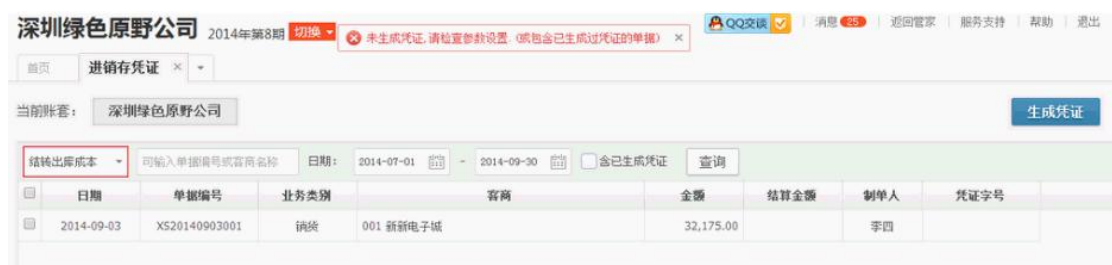 深圳绿色原野公司 2014年第8期 切换 未生成凭证,请检查参数设置. (或包含已生成过凭证的单据) × QQ交谈 消息 25 返回管家 服务支持 帮助 退出
首页 进销存凭证 ×
当前账套: 深圳绿色原野公司 生成凭证
结转出库成本 可输入单据编号或客商名称 日期: 2014-07-01 - 2014-09-30 含已生成凭证 查询
日期 单据编号 业务类别 客商 金额 结算金额 制单人 凭证字号
2014-09-03 XS20140903001 销货 001 新新电子城 32,175.00 李四